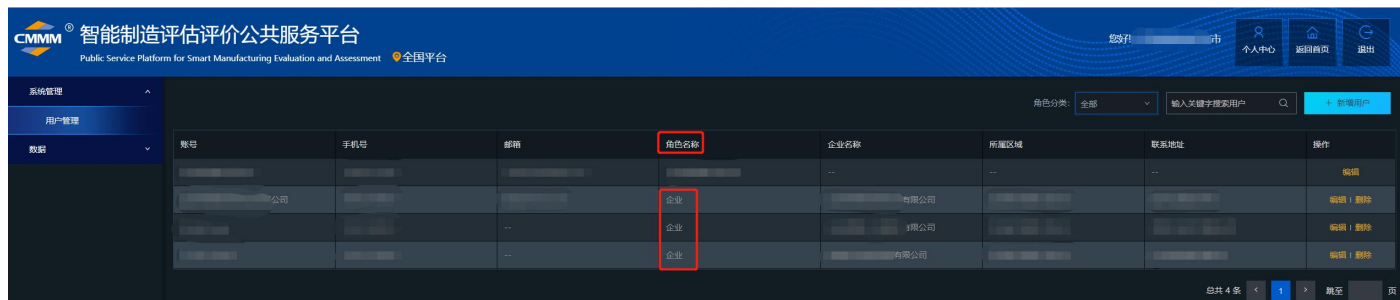 CMMM® 智能制造评估评价公共服务平台
Public Service Platform for Smart Manufacturing Evaluation and Assessment 全国平台
您好! 市
个人中心 返回首页 退出
系统管理
用户管理
数据
角色分类: 全部 输入关键字搜索用户 + 新增用户
账号 手机号 邮箱 角色名称 企业名称 所属区域 联系地址 操作
-- -- -- 编辑
公司 企业 有限公司 编辑 | 删除
-- 企业 有限公司 编辑 | 删除
-- 企业 有限公司 编辑 | 删除
总共 4 条 < 1 > 跳至 页